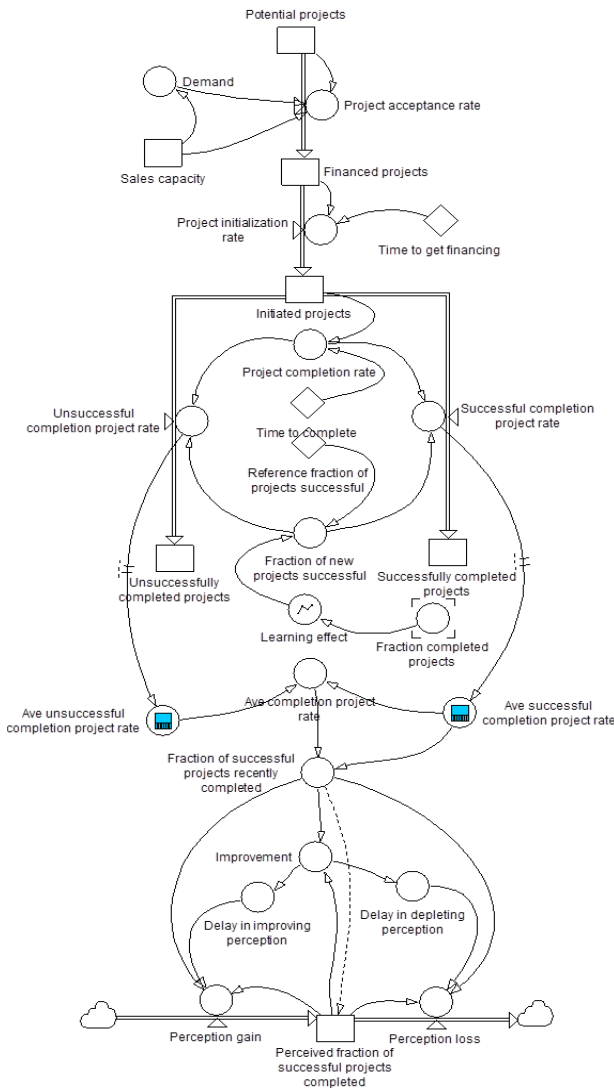 Potential projects
Demand
Project acceptance rate
Sales capacity
Financed projects
Project initialization
rate
Time to get financing
Initiated projects
Project completion rate
Unsuccessful
completion project rate
Successful completion
project rate
Time to complete
Reference fraction of
projects successful
Fraction of new
projects successful
Unsuccessfully
completed projects
Successfully completed
projects
Learning effect
Fraction completed
projects
Ave unsuccessful
completion project rate
Ave completion project
rate
Ave successful
completion project rate
Fraction of successful
projects recently
completed
Improvement
Delay in improving
perception
Delay in depleting
perception
Perception gain
Perceived fraction of
successful projects
completed
Perception loss